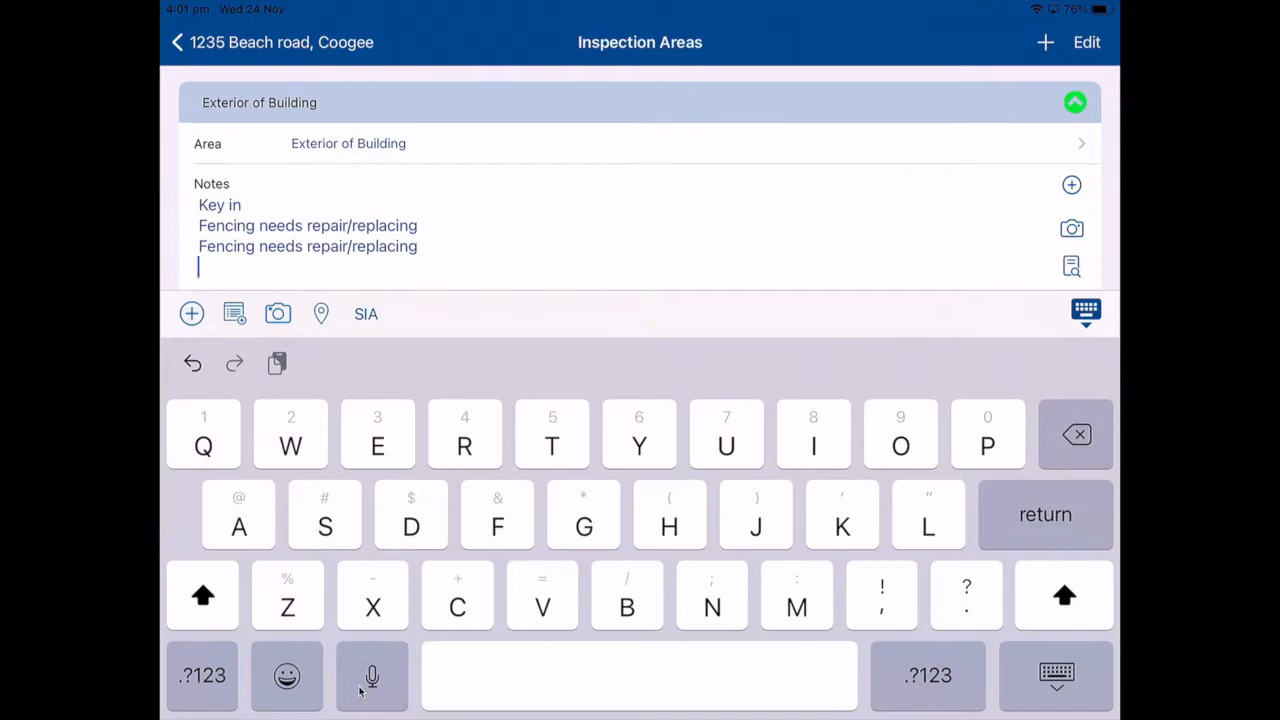 4:01 pm Wed 24 Nov 76%
1235 Beach road, Coogee Inspection Areas Edit
Exterior of Building
Area Exterior of Building
Notes
Key in
Fencing needs repair/replacing
Fencing needs repair/replacing
SIA
1 2 3 4 5 6 7 8 9 0
Q W E R T Y U I O P
@ # $ & * ( ) ' "
A S D F G H J K L return
% - + = / ; : ! ?
Z X C V B N M , .
.?123 .?123